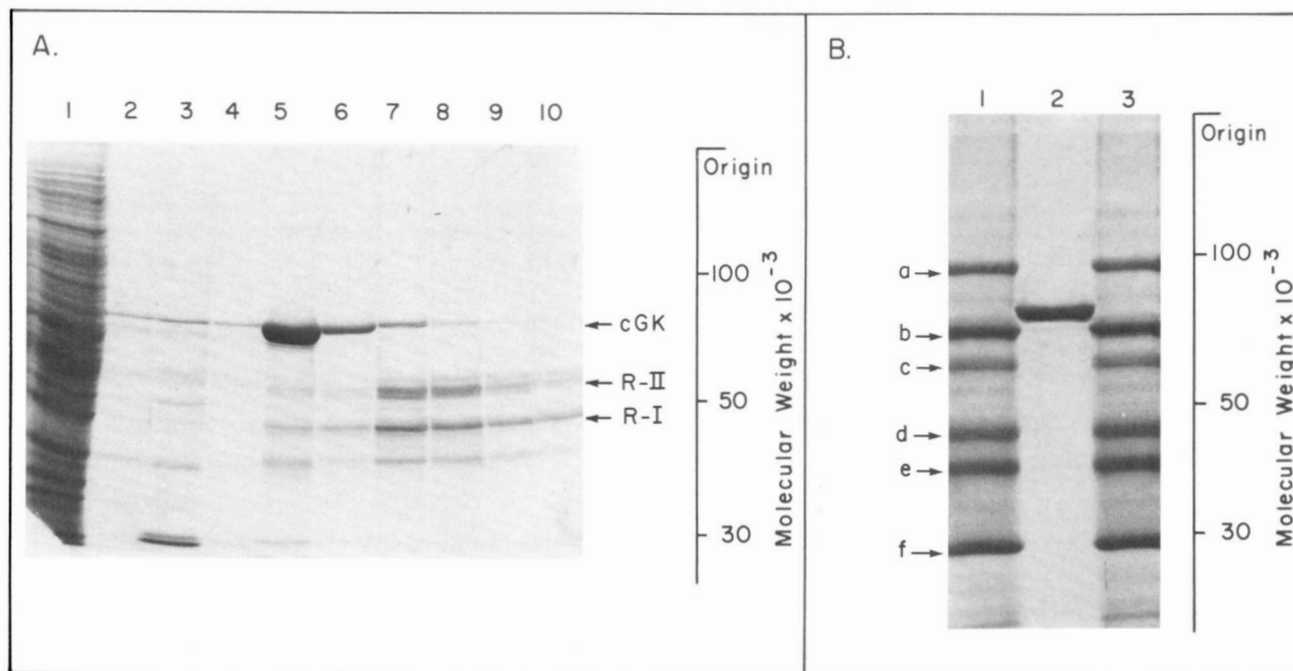 A.
1 2 3 4 5 6 7 8 9 10
Origin
100
cGK
R-II
50
R-I
30
Molecular Weight x 10⁻³
B.
1 2 3
Origin
a
100
b
c
50
d
e
30
f
Molecular Weight x 10⁻³